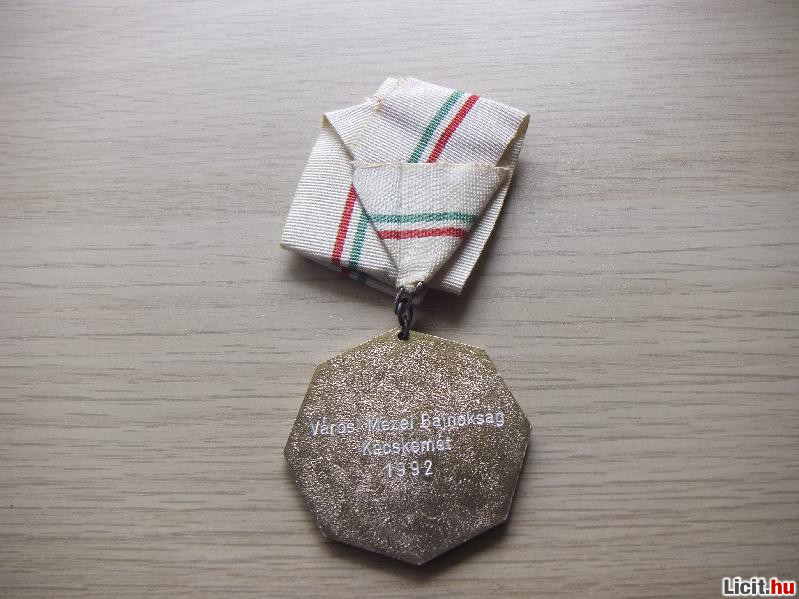 Városi Mezei Bajnokság
Kecskemét
1992
Licit.hu